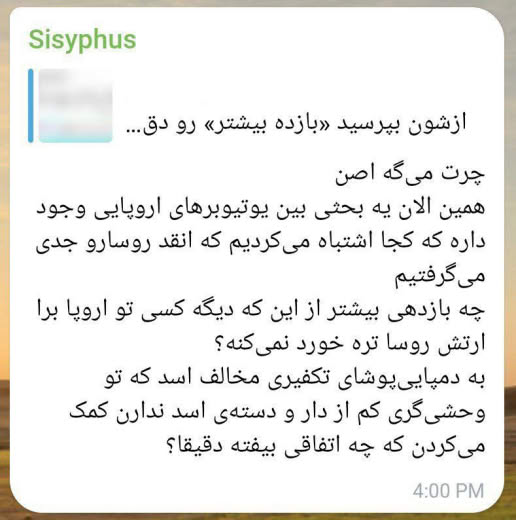 Sisyphus
ازشون بپرسید «بازده بیشتر» رو دق...
چرت می‌گه اصن
همین الان یه بحثی بین یوتیوبرهای اروپایی وجود
داره که کجا اشتباه می‌کردیم که انقد روسارو جدی
می‌گرفتیم
چه بازدهی بیشتر از این که دیگه کسی تو اروپا برا
ارتش روسا تره خورد نمی‌کنه؟
به دمپایی‌پوشای تکفیری مخالف اسد که تو
وحشی‌گری کم از دار و دسته‌ی اسد ندارن کمک
می‌کردن که چه اتفاقی بیفته دقیقا؟
4:00 PM